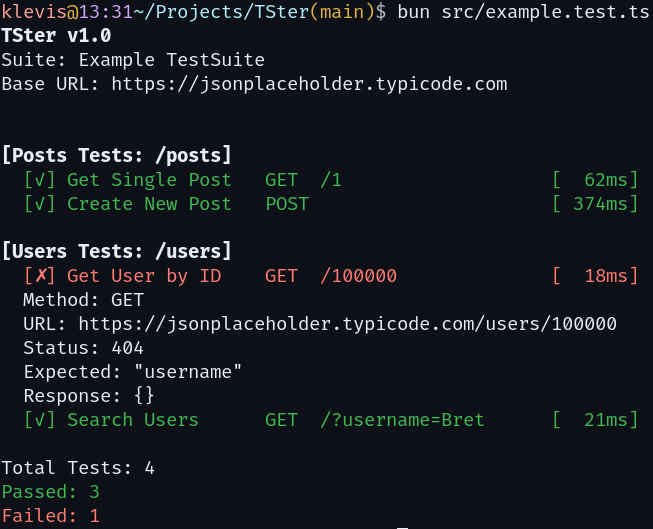 klevis@13:31~/Projects/TSter(main)$ bun src/example.test.ts
TSter v1.0
Suite: Example TestSuite
Base URL: https://jsonplaceholder.typicode.com
[Posts Tests: /posts]
[√] Get Single Post GET /1 [ 62ms]
[√] Create New Post POST [ 374ms]
[Users Tests: /users]
[✗] Get User by ID GET /100000 [ 18ms]
Method: GET
URL: https://jsonplaceholder.typicode.com/users/100000
Status: 404
Expected: "username"
Response: {}
[√] Search Users GET /?username=Bret [ 21ms]
Total Tests: 4
Passed: 3
Failed: 1